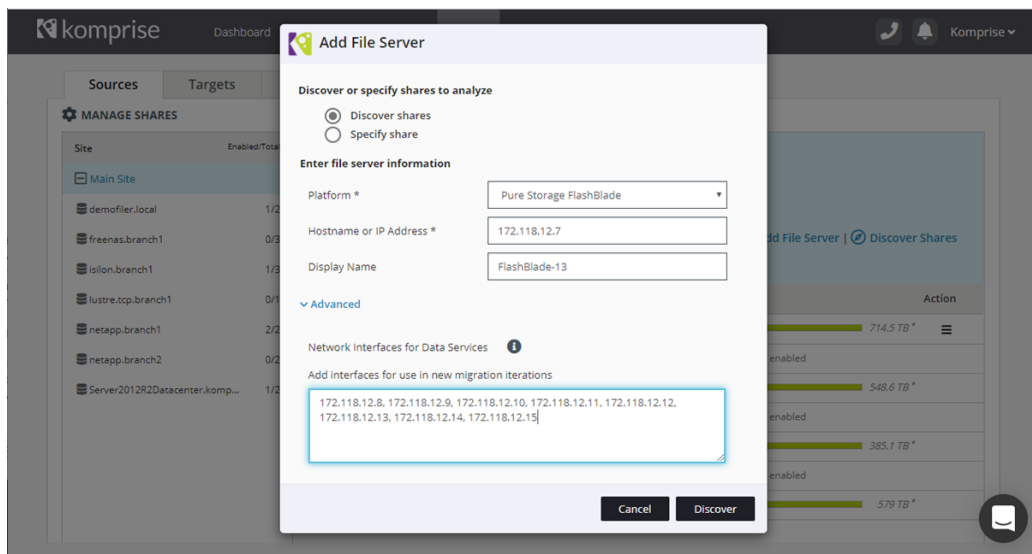 komprise
Dashboard
Komprise
Sources
Targets
MANAGE SHARES
Site
Enabled/Total
Main Site
demofiler.local
1/2
freenas.branch1
0/3
isilon.branch1
1/3
lustre.tcp.branch1
0/1
netapp.branch1
2/2
netapp.branch2
0/2
Server2012R2Datacenter.komp...
1/2
Add File Server
Discover or specify shares to analyze
Discover shares
Specify share
Enter file server information
Platform *
Pure Storage FlashBlade
Hostname or IP Address *
172.118.12.7
Display Name
FlashBlade-13
Advanced
Network Interfaces for Data Services
Add interfaces for use in new migration iterations
172.118.12.8, 172.118.12.9, 172.118.12.10, 172.118.12.11, 172.118.12.12,
172.118.12.13, 172.118.12.14, 172.118.12.15
Cancel
Discover
File Server | Discover Shares
Action
714.5 TB*
enabled
548.6 TB*
enabled
385.1 TB*
enabled
579 TB*